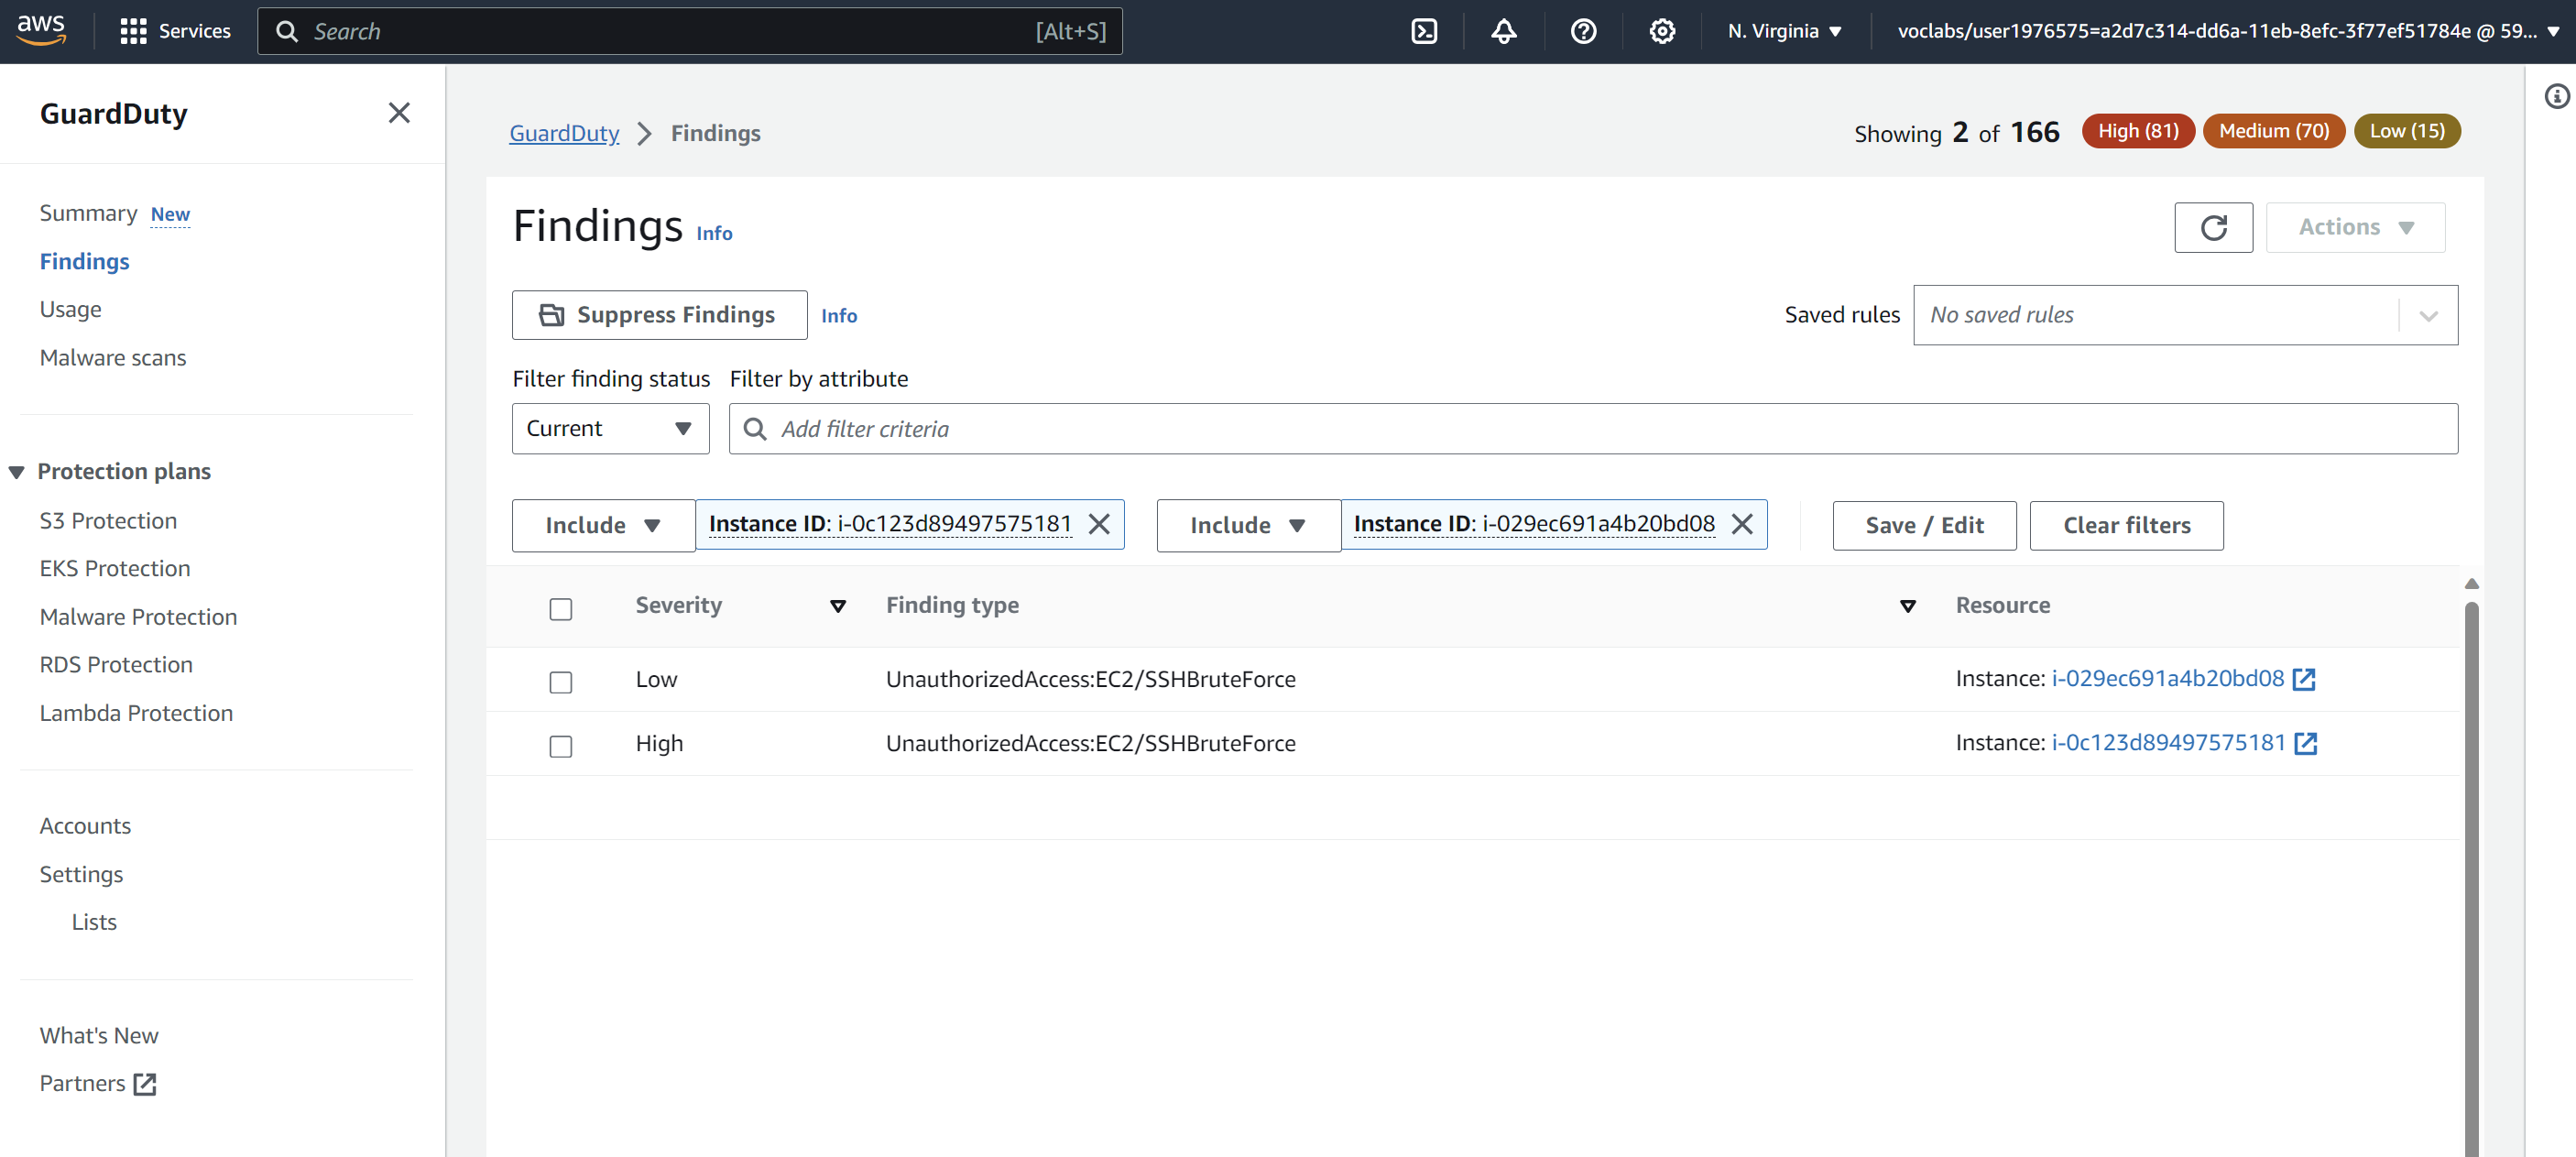 aws
Services
Search [Alt+S]
N. Virginia
voclabs/user1976575=a2d7c314-dd6a-11eb-8efc-3f77ef51784e @ 59...
GuardDuty
Summary New
Findings
Usage
Malware scans
Protection plans
S3 Protection
EKS Protection
Malware Protection
RDS Protection
Lambda Protection
Accounts
Settings
Lists
What's New
Partners
GuardDuty > Findings
Showing 2 of 166 High (81) Medium (70) Low (15)
Findings Info
Actions
Suppress Findings Info
Saved rules No saved rules
Filter finding status Filter by attribute
Current Add filter criteria
Include Instance ID: i-0c123d89497575181 Include Instance ID: i-029ec691a4b20bd08 Save / Edit Clear filters
Severity Finding type Resource
Low UnauthorizedAccess:EC2/SSHBruteForce Instance: i-029ec691a4b20bd08
High UnauthorizedAccess:EC2/SSHBruteForce Instance: i-0c123d89497575181